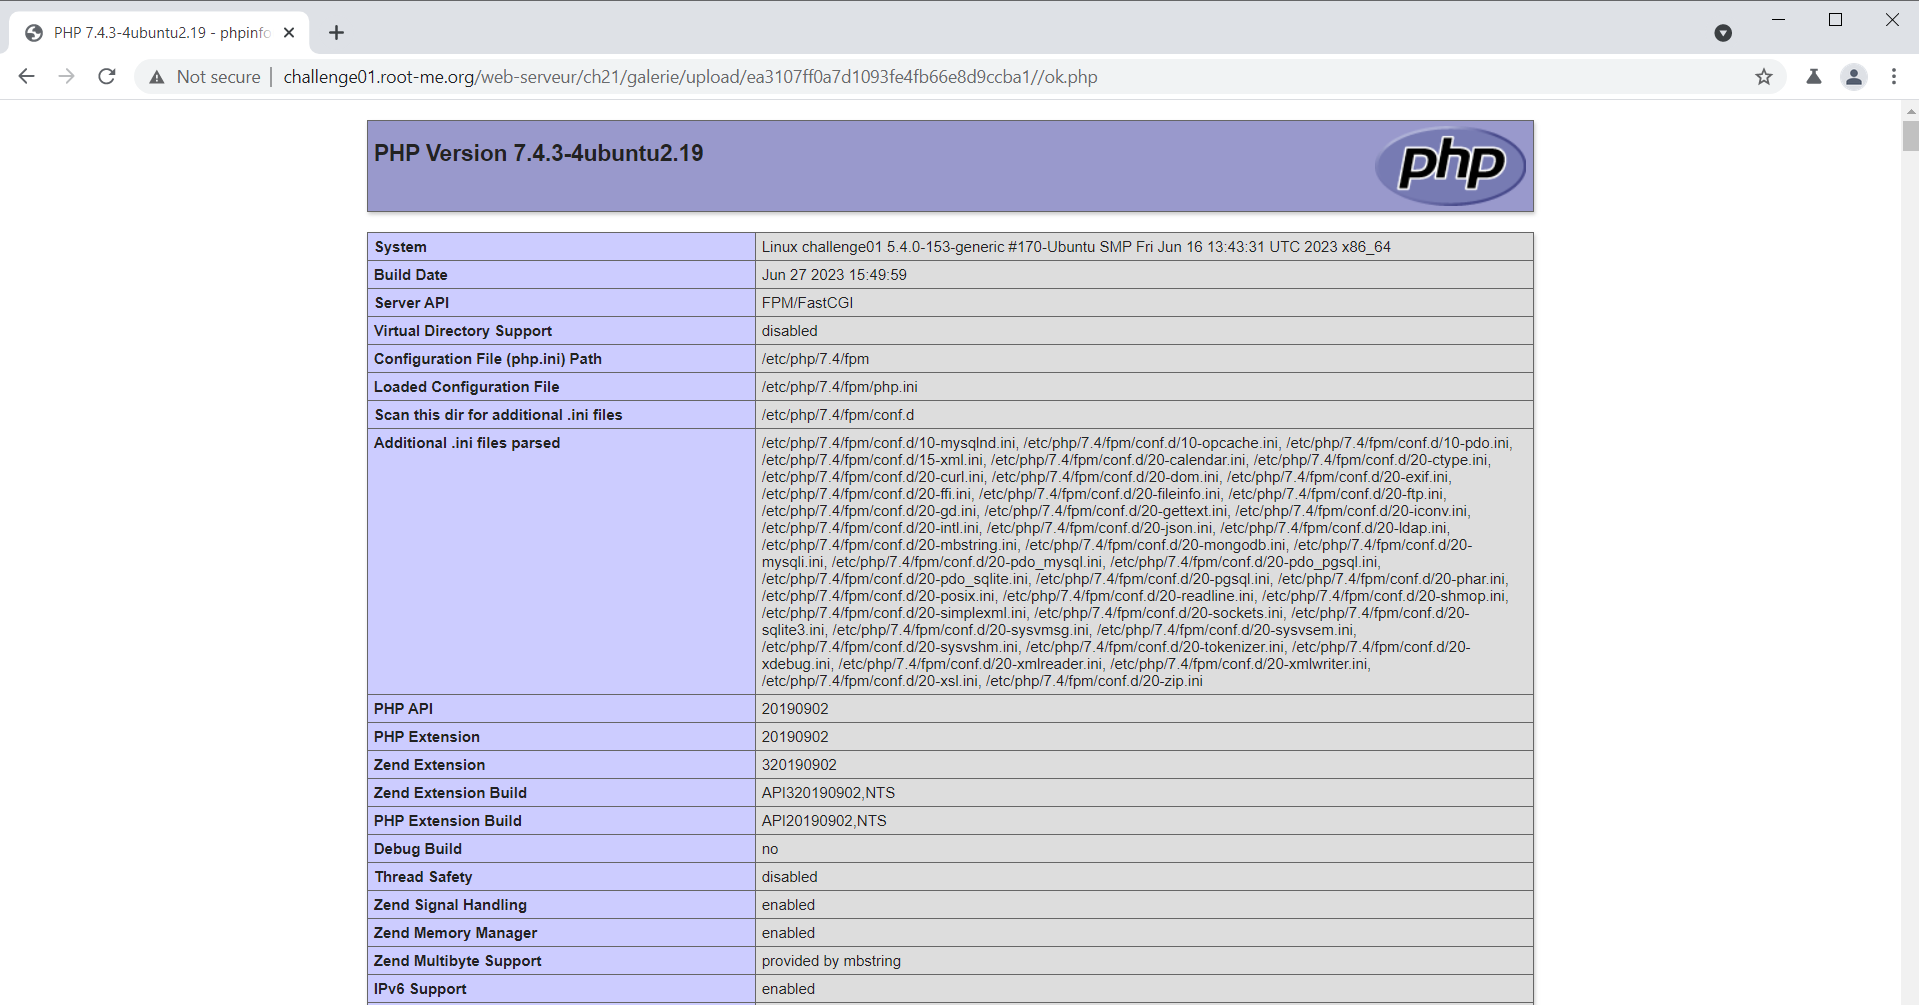 PHP 7.4.3-4ubuntu2.19 - phpinfo
Not secure
challenge01.root-me.org/web-serveur/ch21/galerie/upload/ea3107ff0a7d1093fe4fb66e8d9ccba1//ok.php
PHP Version 7.4.3-4ubuntu2.19
php
System Linux challenge01 5.4.0-153-generic #170-Ubuntu SMP Fri Jun 16 13:43:31 UTC 2023 x86_64
Build Date Jun 27 2023 15:49:59
Server API FPM/FastCGI
Virtual Directory Support disabled
Configuration File (php.ini) Path /etc/php/7.4/fpm
Loaded Configuration File /etc/php/7.4/fpm/php.ini
Scan this dir for additional .ini files /etc/php/7.4/fpm/conf.d
Additional .ini files parsed /etc/php/7.4/fpm/conf.d/10-mysqlnd.ini, /etc/php/7.4/fpm/conf.d/10-opcache.ini, /etc/php/7.4/fpm/conf.d/10-pdo.ini,
/etc/php/7.4/fpm/conf.d/15-xml.ini, /etc/php/7.4/fpm/conf.d/20-calendar.ini, /etc/php/7.4/fpm/conf.d/20-ctype.ini,
/etc/php/7.4/fpm/conf.d/20-curl.ini, /etc/php/7.4/fpm/conf.d/20-dom.ini, /etc/php/7.4/fpm/conf.d/20-exif.ini,
/etc/php/7.4/fpm/conf.d/20-ffi.ini, /etc/php/7.4/fpm/conf.d/20-fileinfo.ini, /etc/php/7.4/fpm/conf.d/20-ftp.ini,
/etc/php/7.4/fpm/conf.d/20-gd.ini, /etc/php/7.4/fpm/conf.d/20-gettext.ini, /etc/php/7.4/fpm/conf.d/20-iconv.ini,
/etc/php/7.4/fpm/conf.d/20-intl.ini, /etc/php/7.4/fpm/conf.d/20-json.ini, /etc/php/7.4/fpm/conf.d/20-ldap.ini,
/etc/php/7.4/fpm/conf.d/20-mbstring.ini, /etc/php/7.4/fpm/conf.d/20-mongodb.ini, /etc/php/7.4/fpm/conf.d/20-
mysqli.ini, /etc/php/7.4/fpm/conf.d/20-pdo_mysql.ini, /etc/php/7.4/fpm/conf.d/20-pdo_pgsql.ini,
/etc/php/7.4/fpm/conf.d/20-pdo_sqlite.ini, /etc/php/7.4/fpm/conf.d/20-pgsql.ini, /etc/php/7.4/fpm/conf.d/20-phar.ini,
/etc/php/7.4/fpm/conf.d/20-posix.ini, /etc/php/7.4/fpm/conf.d/20-readline.ini, /etc/php/7.4/fpm/conf.d/20-shmop.ini,
/etc/php/7.4/fpm/conf.d/20-simplexml.ini, /etc/php/7.4/fpm/conf.d/20-sockets.ini, /etc/php/7.4/fpm/conf.d/20-
sqlite3.ini, /etc/php/7.4/fpm/conf.d/20-sysvmsg.ini, /etc/php/7.4/fpm/conf.d/20-sysvsem.ini,
/etc/php/7.4/fpm/conf.d/20-sysvshm.ini, /etc/php/7.4/fpm/conf.d/20-tokenizer.ini, /etc/php/7.4/fpm/conf.d/20-
xdebug.ini, /etc/php/7.4/fpm/conf.d/20-xmlreader.ini, /etc/php/7.4/fpm/conf.d/20-xmlwriter.ini,
/etc/php/7.4/fpm/conf.d/20-xsl.ini, /etc/php/7.4/fpm/conf.d/20-zip.ini
PHP API 20190902
PHP Extension 20190902
Zend Extension 320190902
Zend Extension Build API320190902,NTS
PHP Extension Build API20190902,NTS
Debug Build no
Thread Safety disabled
Zend Signal Handling enabled
Zend Memory Manager enabled
Zend Multibyte Support provided by mbstring
IPv6 Support enabled